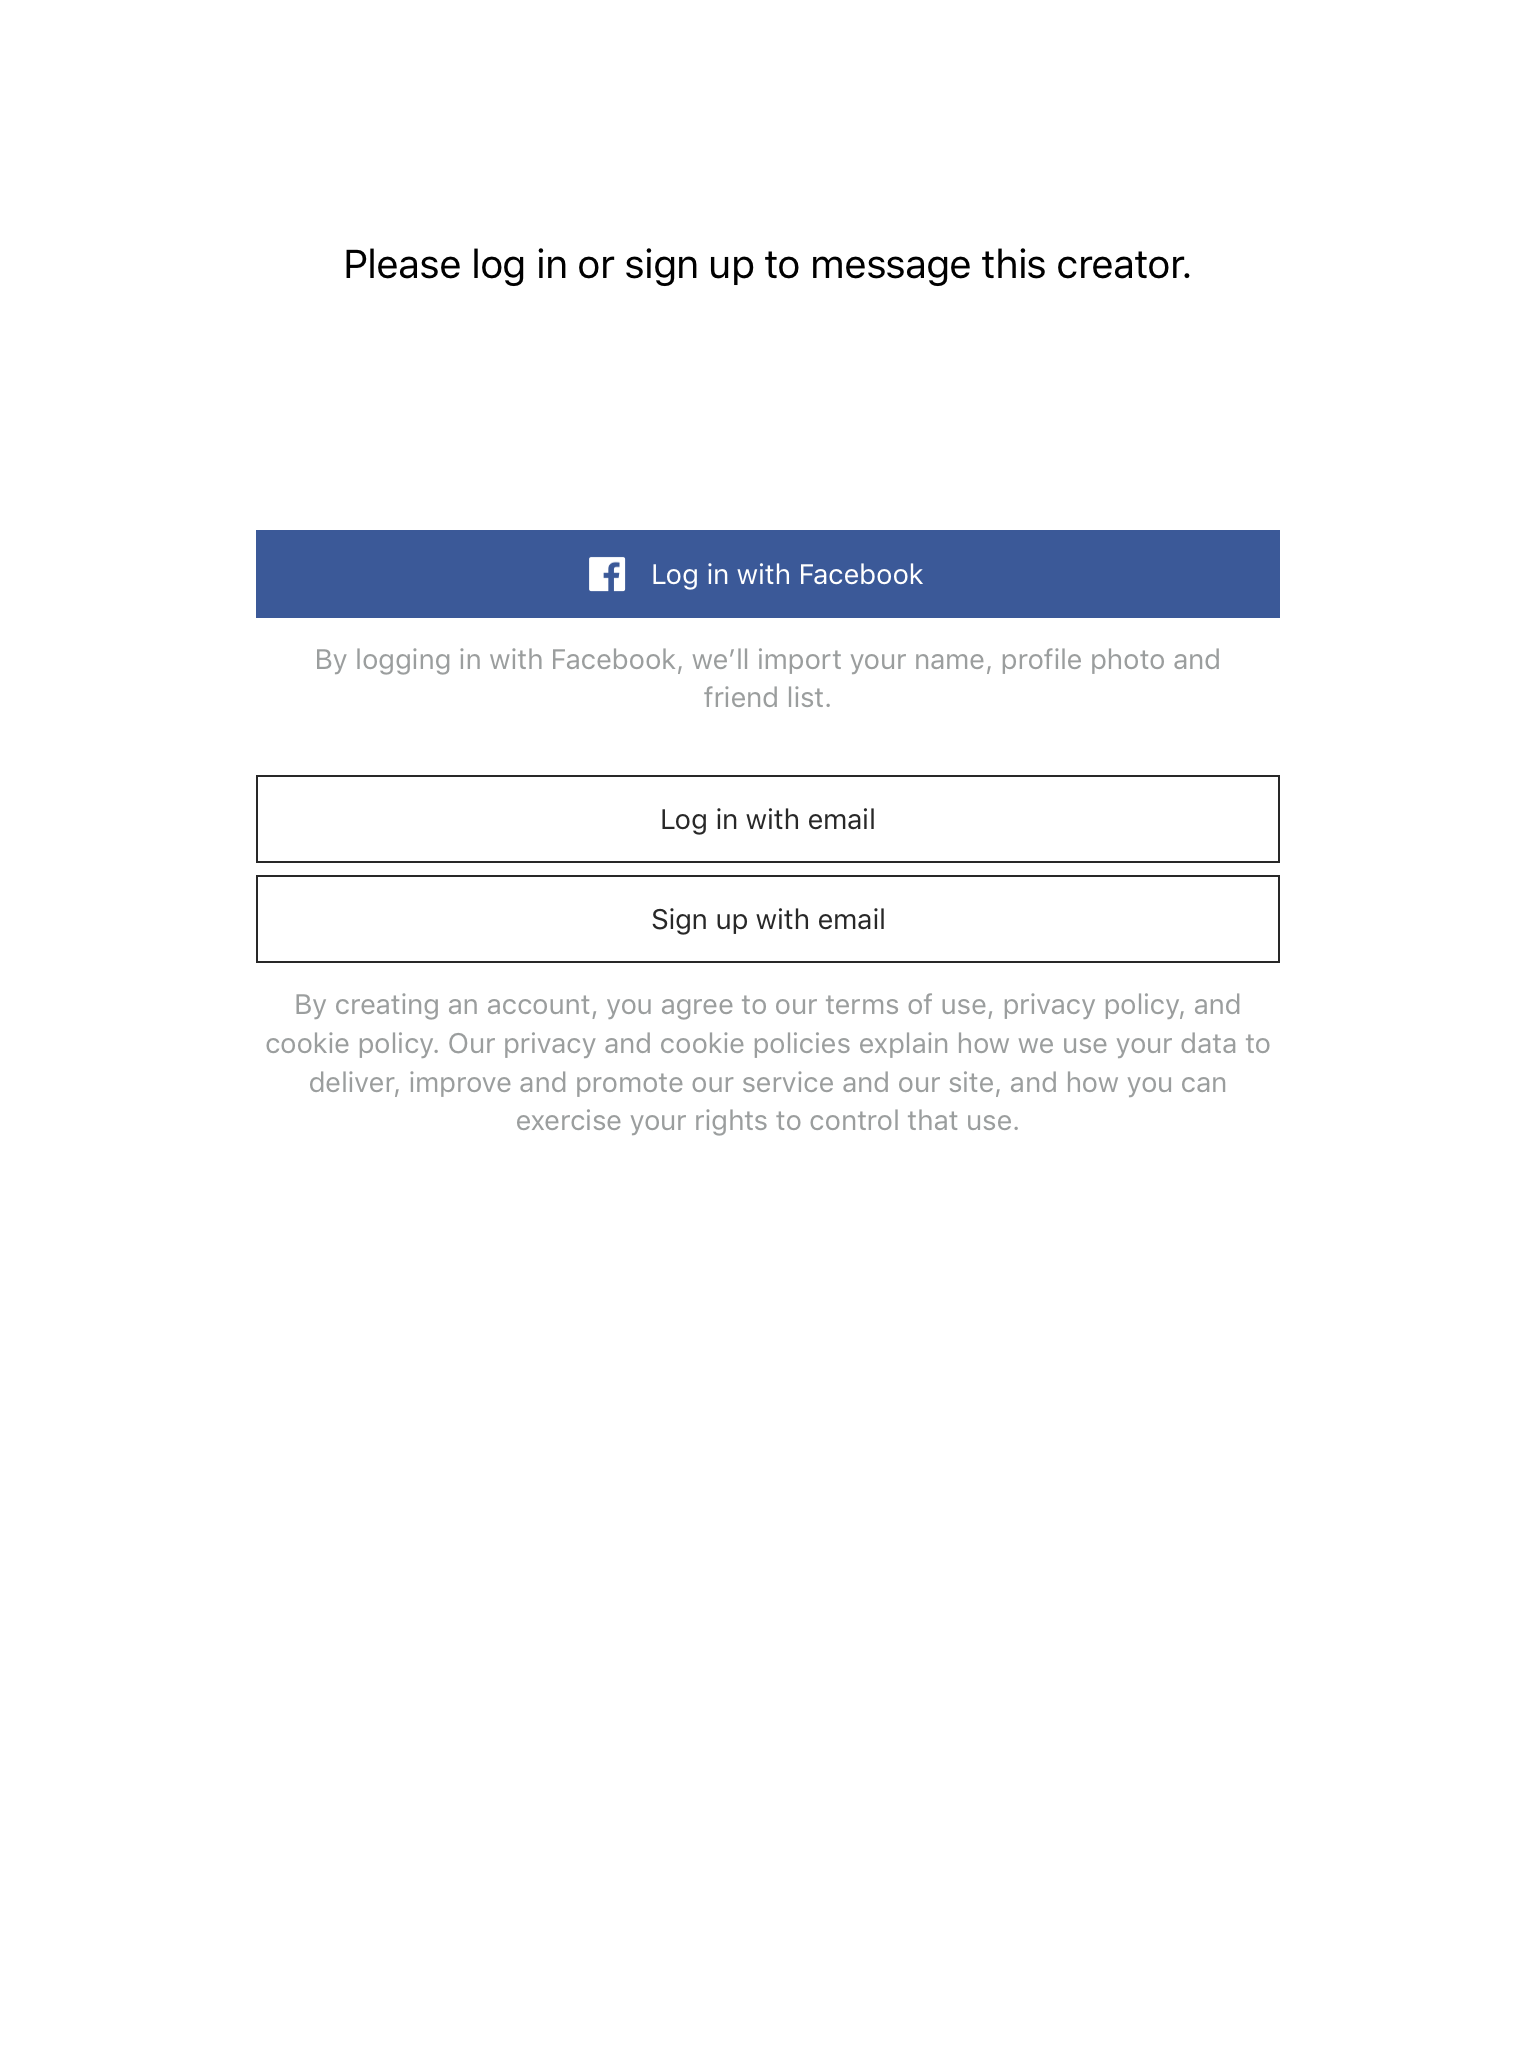 Please log in or sign up to message this creator.
Log in with Facebook
By logging in with Facebook, we’ll import your name, profile photo and
friend list.
Log in with email
Sign up with email
By creating an account, you agree to our terms of use, privacy policy, and
cookie policy. Our privacy and cookie policies explain how we use your data to
deliver, improve and promote our service and our site, and how you can
exercise your rights to control that use.